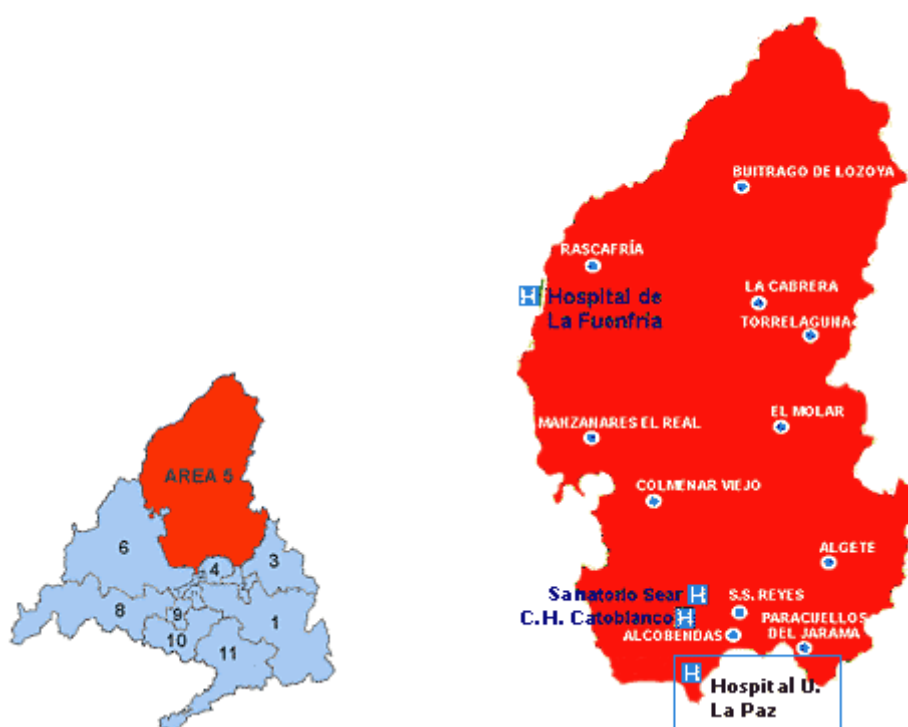 BUITRAGO DE LOZOYA
RASCAFRÍA
LA CABRERA
Hospital de
La Fuenfria
TORRELAGUNA
EL MOLAR
MANZANARES EL REAL
AREA 5
COLMENAR VIEJO
6
3
4
ALGETE
Sanatorio Sear
S.S. REYES
8
9
1
C.H. Catoblanco
PARACUELLOS
DEL JARAMA
ALCOBENDAS
10
11
Hospital U.
La Paz